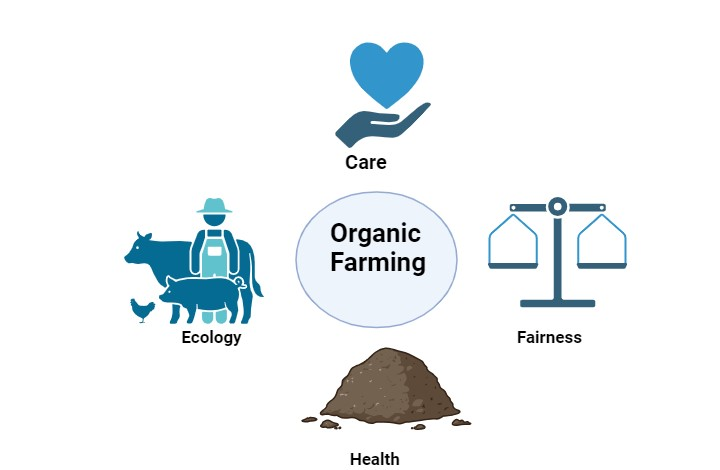 Care
Organic
Farming
Ecology
Fairness
Health